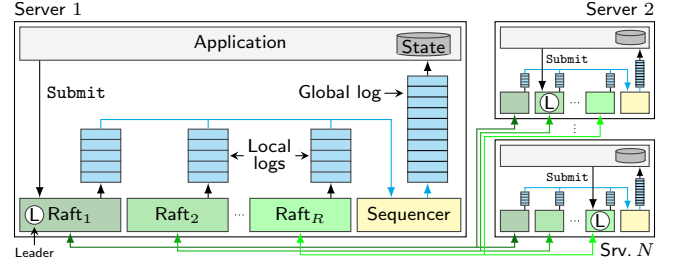 Server 1
Application
State
Submit
Global log
Local
logs
L
Raft1
Raft2
...
RaftR
Sequencer
Leader
Server 2
Submit
L
...
...
Submit
...
L
Srv. N